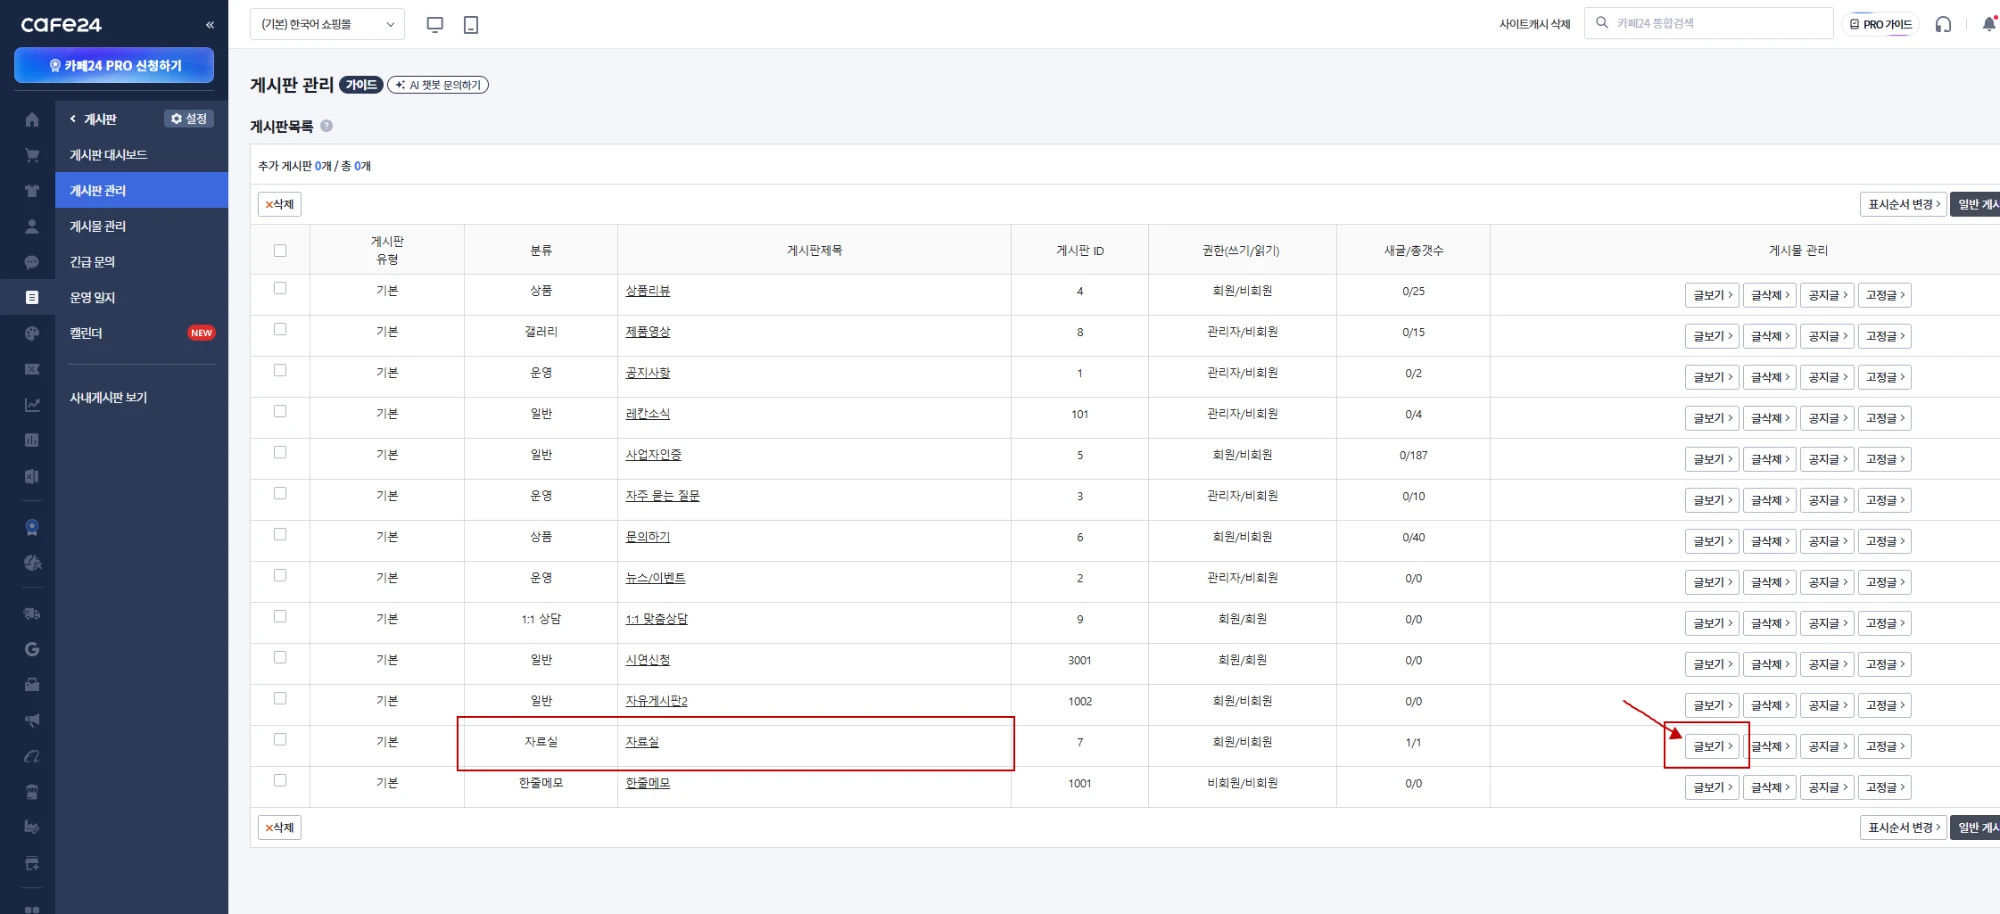 CAFE24
«
카페24 PRO 신청하기
게시판
설정
게시판 대시보드
게시판 관리
게시물 관리
긴급 문의
운영 일지
캘린더
NEW
사내게시판 보기
(기본) 한국어 쇼핑몰
사이트캐시 삭제
카페24 통합검색
PRO 가이드
게시판 관리 가이드 AI 챗봇 문의하기
게시판목록 ?
추가 게시판 0개 / 총 0개
×삭제
표시순서 변경 >
일반 게시
게시판 유형 분류 게시판제목 게시판 ID 권한(쓰기/읽기) 새글/총갯수 게시물 관리
기본 상품 상품리뷰 4 회원/비회원 0/25 글보기 > 글삭제 > 공지글 > 고정글 >
기본 갤러리 제품영상 8 관리자/비회원 0/15 글보기 > 글삭제 > 공지글 > 고정글 >
기본 운영 공지사항 1 관리자/비회원 0/2 글보기 > 글삭제 > 공지글 > 고정글 >
기본 일반 레칸소식 101 관리자/비회원 0/4 글보기 > 글삭제 > 공지글 > 고정글 >
기본 일반 사업자인증 5 회원/비회원 0/187 글보기 > 글삭제 > 공지글 > 고정글 >
기본 운영 자주 묻는 질문 3 관리자/비회원 0/10 글보기 > 글삭제 > 공지글 > 고정글 >
기본 상품 문의하기 6 회원/비회원 0/40 글보기 > 글삭제 > 공지글 > 고정글 >
기본 운영 뉴스/이벤트 2 관리자/비회원 0/0 글보기 > 글삭제 > 공지글 > 고정글 >
기본 1:1 상담 1:1 맞춤상담 9 회원/회원 0/0 글보기 > 글삭제 > 공지글 > 고정글 >
기본 일반 시연신청 3001 회원/회원 0/0 글보기 > 글삭제 > 공지글 > 고정글 >
기본 일반 자유게시판2 1002 회원/비회원 0/0 글보기 > 글삭제 > 공지글 > 고정글 >
기본 자료실 자료실 7 회원/비회원 1/1 글보기 > 글삭제 > 공지글 > 고정글 >
기본 한줄메모 한줄메모 1001 비회원/비회원 0/0 글보기 > 글삭제 > 공지글 > 고정글 >
×삭제
표시순서 변경 >
일반 게시